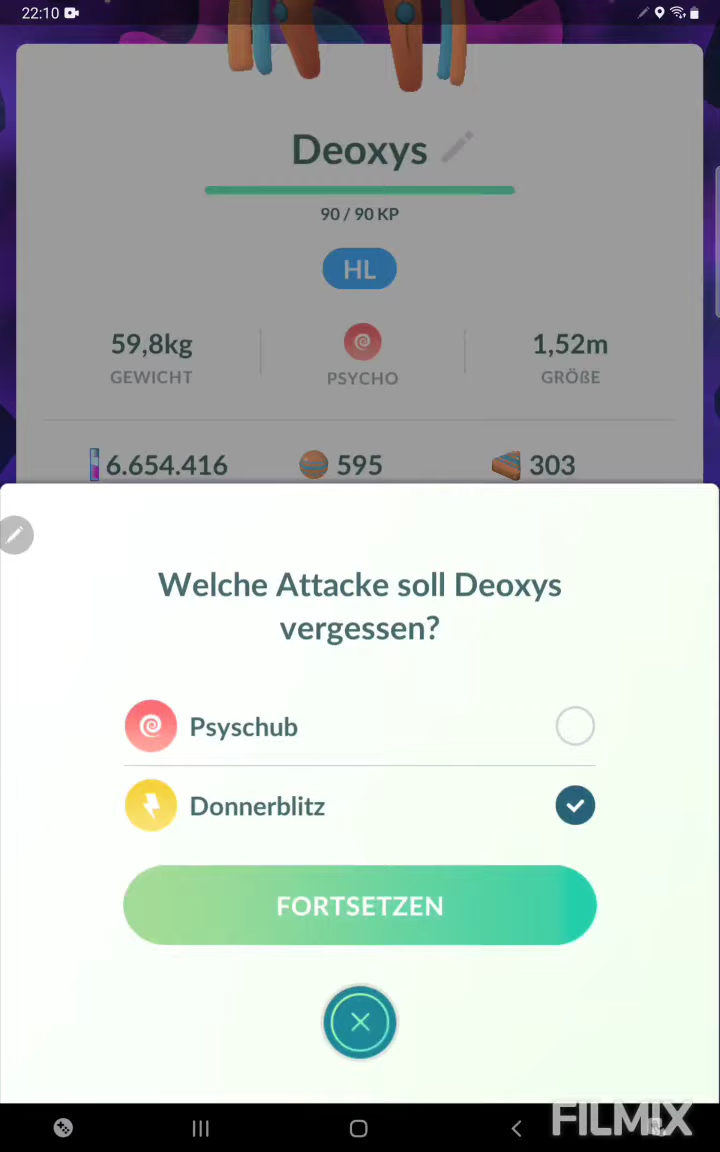 22:10
Deoxys
90 / 90 KP
HL
59,8kg
GEWICHT
PSYCHO
1,52m
GRÖẞE
6.654.416
595
303
Welche Attacke soll Deoxys
vergessen?
Psyschub
Donnerblitz
FORTSETZEN
FILMIX